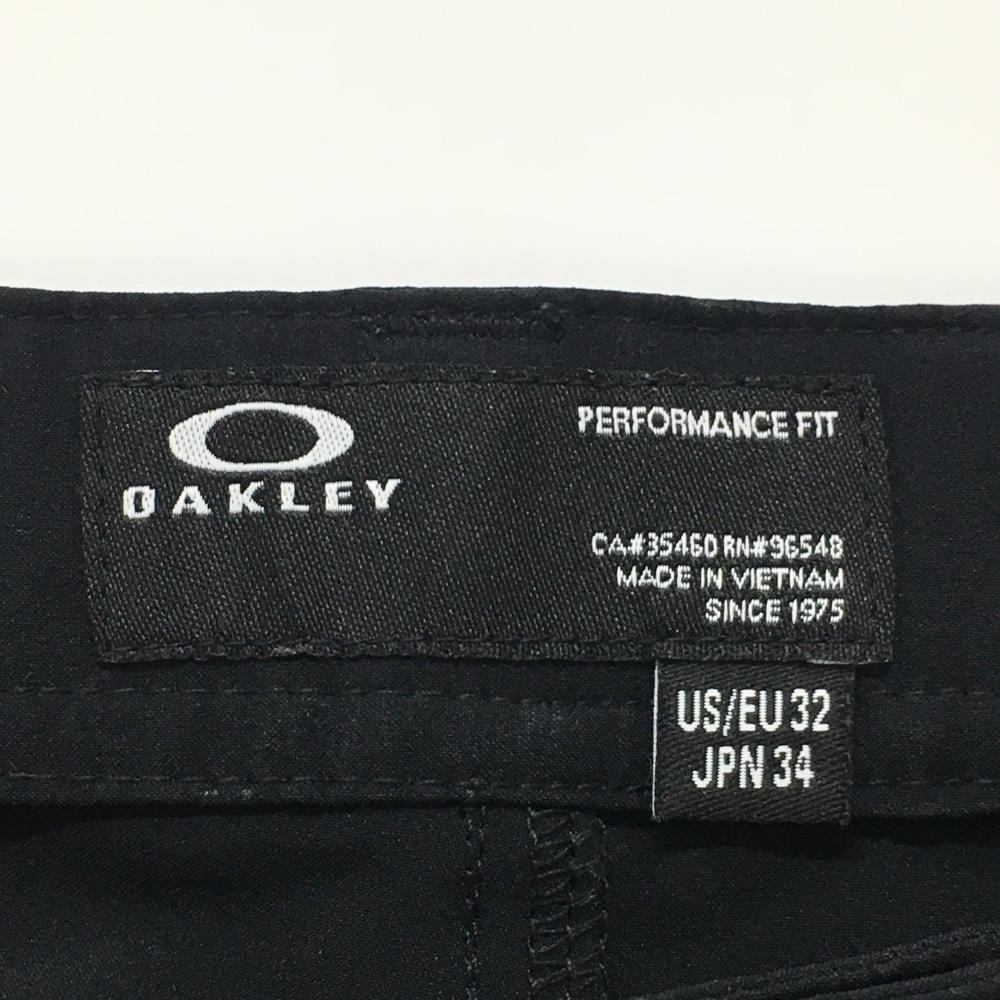 OAKLEY
PERFORMANCE FIT
CA#35460 RN#96548
MADE IN VIETNAM
SINCE 1975
US/EU 32
JPN 34